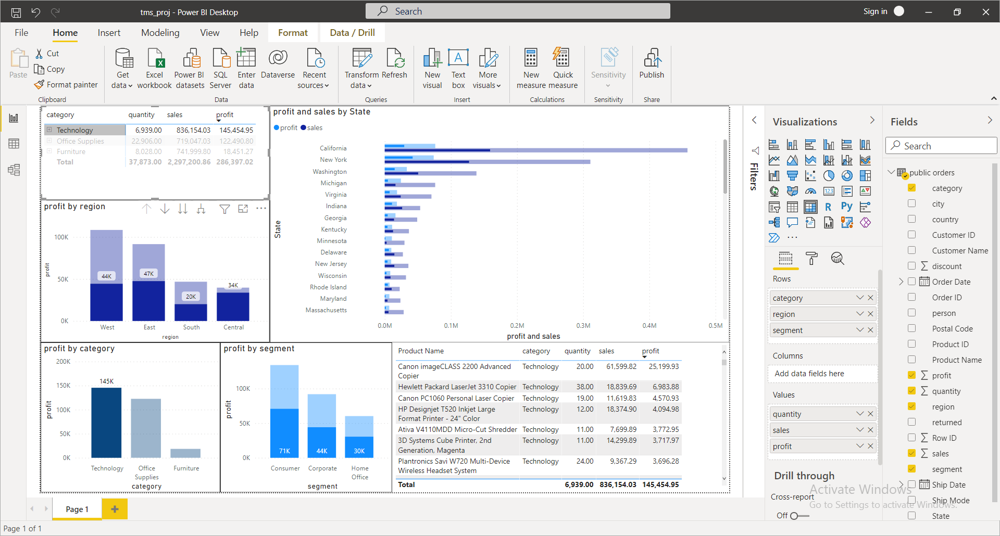 tms_proj - Power BI Desktop
Search
Sign in
File Home Insert Modeling View Help Format Data / Drill
Paste
Cut
Copy
Format painter
Clipboard
Get data
Excel workbook
Power BI datasets
SQL Server
Enter data
Dataverse
Recent sources
Data
Transform data
Refresh
Queries
New visual
Text box
More visuals
Insert
New measure
Quick measure
Calculations
Sensitivity
Sensitivity
Publish
Share
category quantity sales profit
Technology 6,939.00 836,154.03 145,454.95
Office Supplies 22,906.00 719,047.03 122,490.80
Furniture 8,028.00 741,999.80 18,451.27
Total 37,873.00 2,297,200.86 286,397.02
profit and sales by State
profit sales
State
California
New York
Washington
Michigan
Virginia
Indiana
Georgia
Kentucky
Minnesota
Delaware
New Jersey
Wisconsin
Rhode Island
Maryland
Massachusetts
0.0M 0.1M 0.2M 0.3M 0.4M 0.5M
profit and sales
profit by region
profit
100K
50K
0K
44K 47K 20K 34K
West East South Central
region
profit by category
profit
200K
150K
100K
50K
0K
145K
Technology Office Supplies Furniture
category
profit by segment
profit
100K
50K
0K
71K 44K 30K
Consumer Corporate Home Office
segment
Product Name category quantity sales profit
Canon imageCLASS 2200 Advanced Technology 20.00 61,599.82 25,199.93
Copier
Hewlett Packard LaserJet 3310 Copier Technology 38.00 18,839.69 6,983.88
Canon PC1060 Personal Laser Copier Technology 19.00 11,619.83 4,570.93
HP Designjet T520 Inkjet Large Technology 12.00 18,374.90 4,094.98
Format Printer - 24" Color
Ativa V4110MDD Micro-Cut Shredder Technology 11.00 7,699.89 3,772.95
3D Systems Cube Printer, 2nd Technology 11.00 14,299.89 3,717.97
Generation, Magenta
Plantronics Savi W720 Multi-Device Technology 24.00 9,367.29 3,696.28
Wireless Headset System
Total 6,939.00 836,154.03 145,454.95
Filters
Visualizations
123
R
Py
Rows
category
region
segment
Columns
Add data fields here
Values
quantity
sales
profit
Drill through
Cross-report
Off
Fields
Search
public orders
category
city
country
Customer ID
Customer Name
discount
Order Date
Order ID
person
Postal Code
Product ID
Product Name
profit
quantity
region
returned
Row ID
sales
segment
Ship Date
Ship Mode
State
Activate Windows
Go to Settings to activate Windows.
Page 1
Page 1 of 1